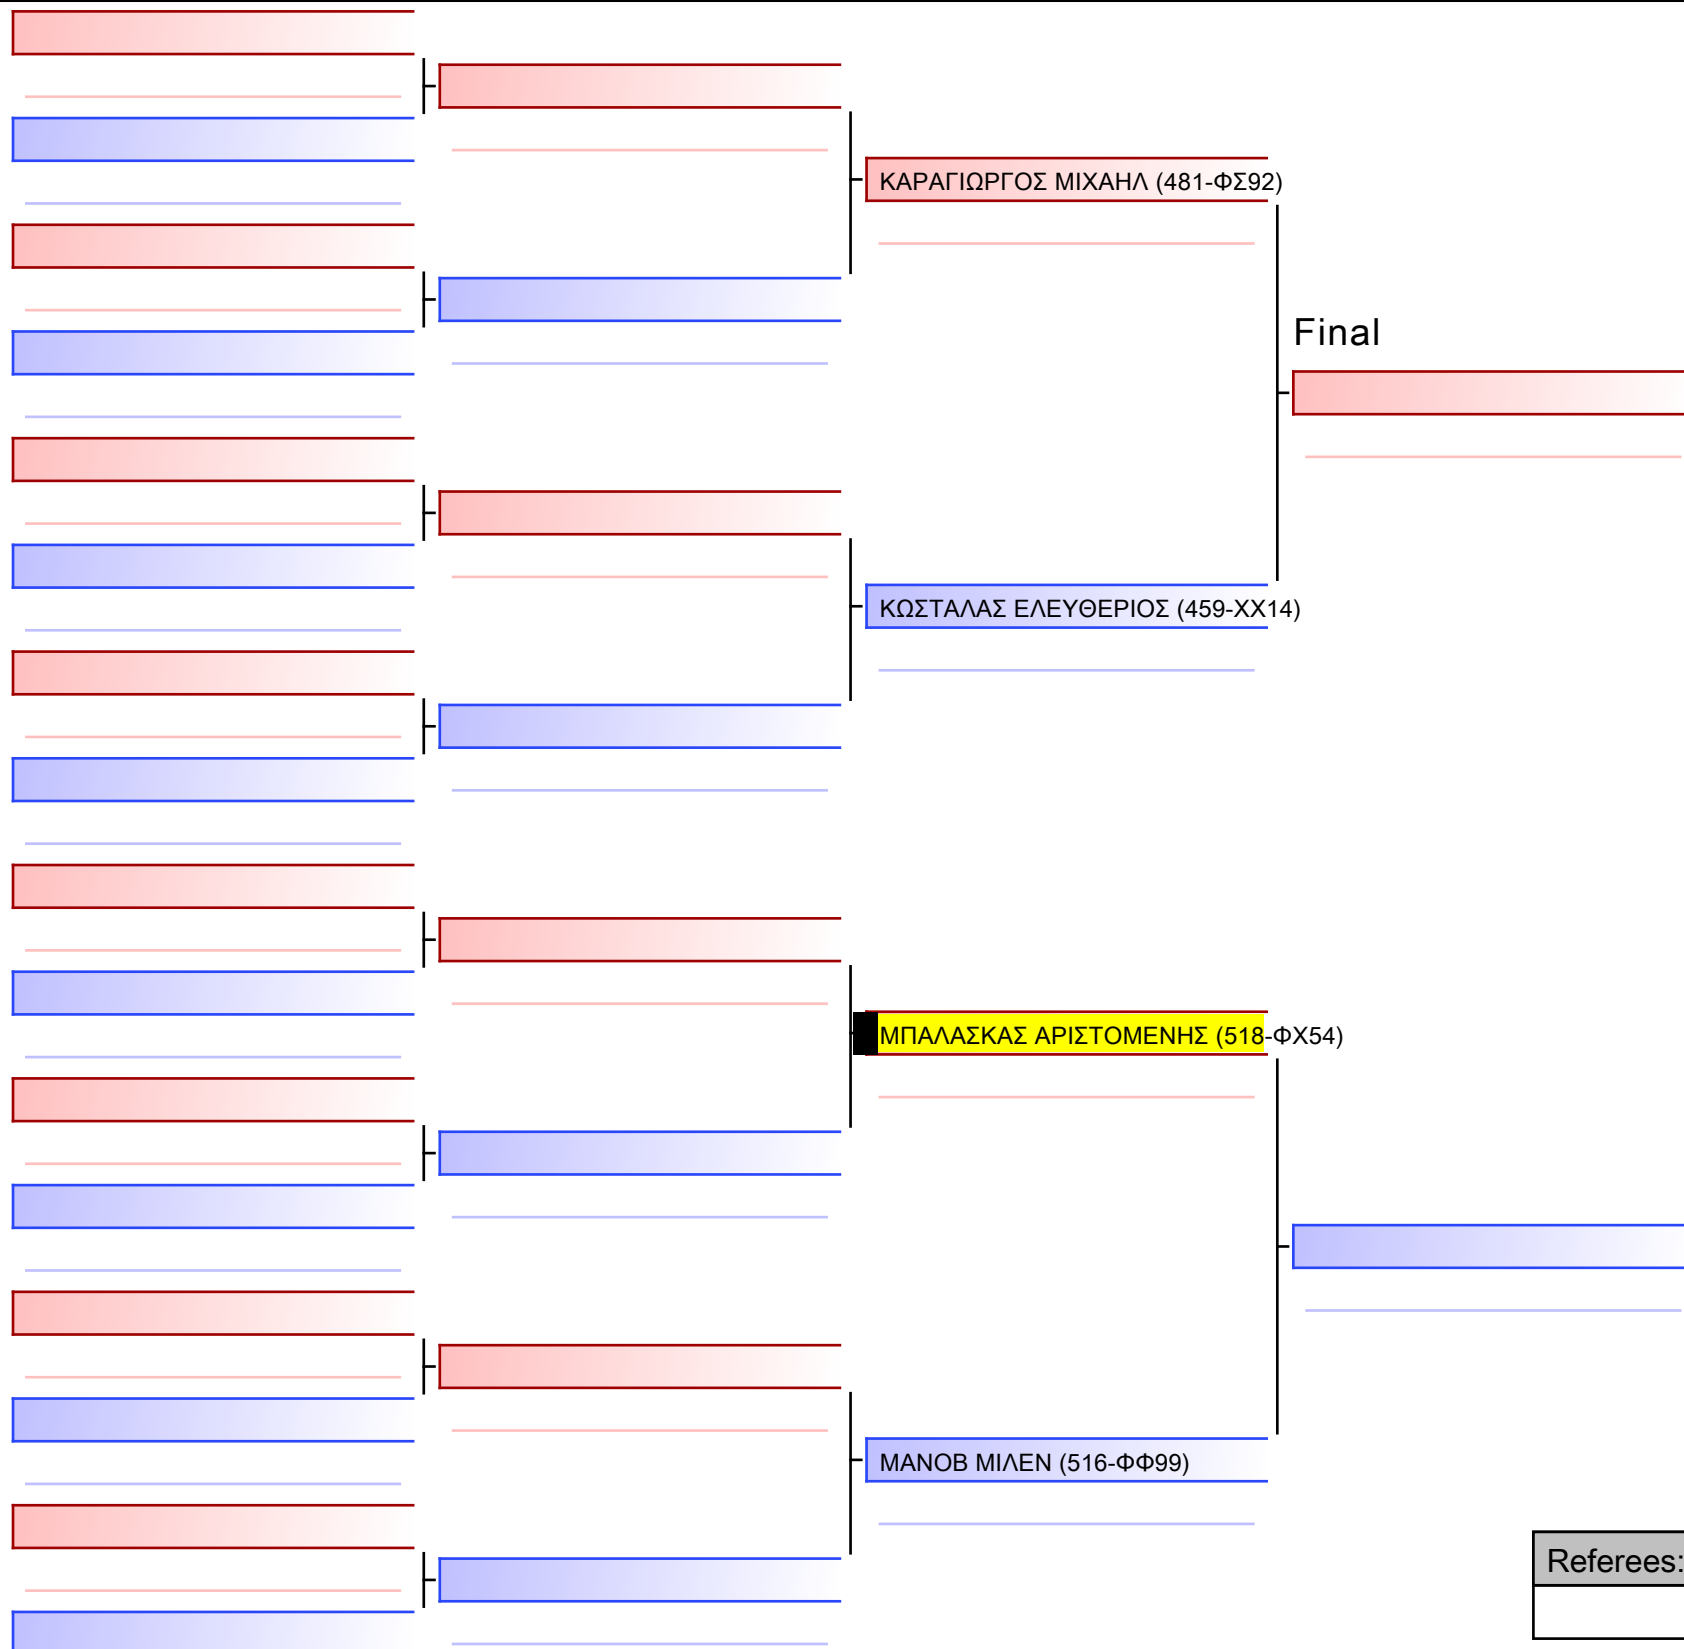 ΚΑΡΑΓΙΩΡΓΟΣ ΜΙΧΑΗΛ (481-ΦΣ92)
Final
ΚΩΣΤΑΛΑΣ ΕΛΕΥΘΕΡΙΟΣ (459-ΧΧ14)
ΜΠΑΛΑΣΚΑΣ ΑΡΙΣΤΟΜΕΝΗΣ (518-ΦΧ54)
ΜΑΝΟΒ ΜΙΛΕΝ (516-ΦΦ99)
Referees: